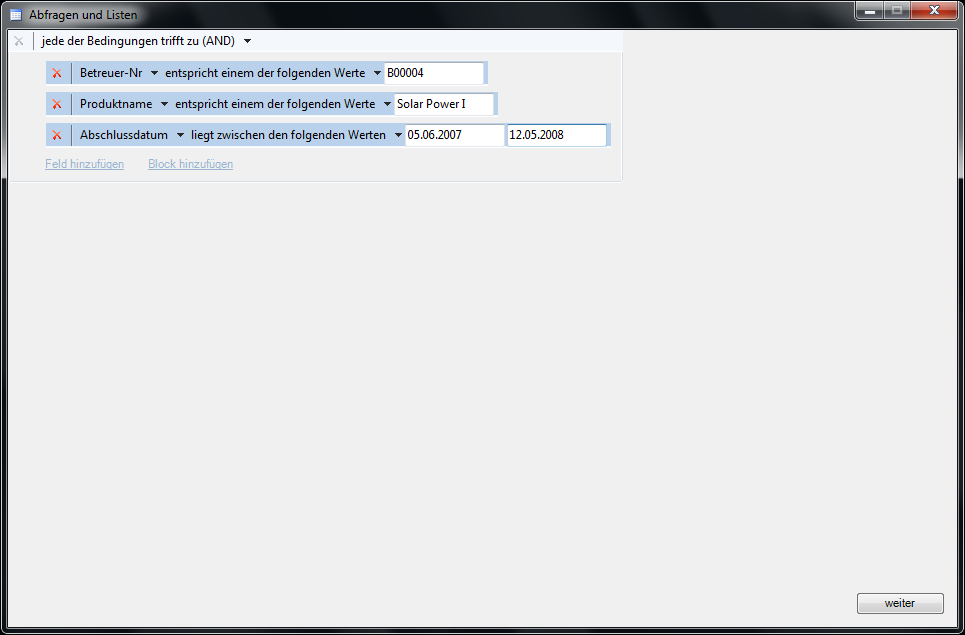 Abfragen und Listen
jede der Bedingungen trifft zu (AND)
Betreuer-Nr entspricht einem der folgenden Werte B00004
Produktname entspricht einem der folgenden Werte Solar Power I
Abschlussdatum liegt zwischen den folgenden Werten 05.06.2007 12.05.2008
Feld hinzufügen Block hinzufügen
weiter